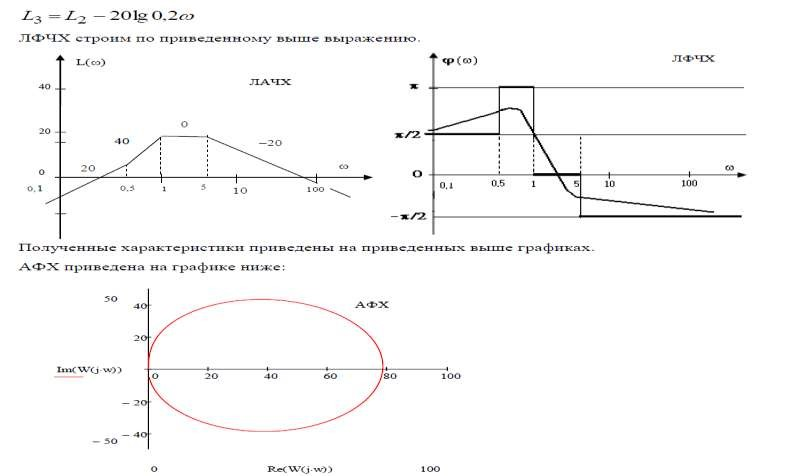 L₃ = L₂ − 20 lg 0,2ω
ЛФЧХ строим по приведенному выше выражению.
L(ω)
ЛАЧХ
40
20
0
0,1
20
40
0
−20
ω
0,5
1
5
10
100
φ(ω)
ЛФЧХ
π
π/2
0
−π/2
0,1
0,5
1
5
10
100
ω
Полученные характеристики приведены на приведенных выше графиках.
АФХ приведена на графике ниже:
50
40
АФХ
20
Im(W(j·w))
0
20
40
60
80
100
−20
−40
−50
0
Re(W(j·w))
100